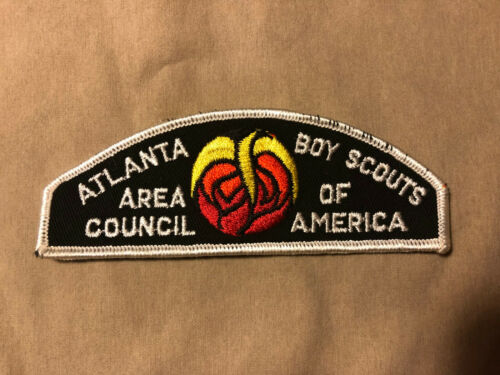 ATLANTA
AREA
COUNCIL
BOY SCOUTS
OF
AMERICA